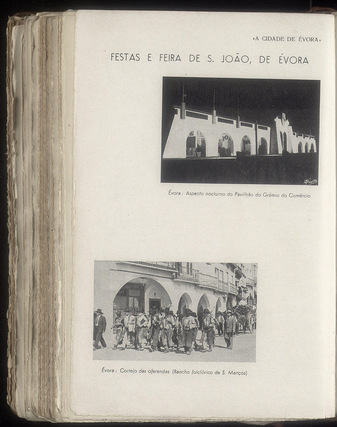 «A CIDADE DE ÉVORA»
FESTAS E FEIRA DE S. JOÃO, DE ÉVORA
Évora: Aspecto nocturno do Pavilhão do Grémio do Comércio
Évora: Cortejo das oferendas (Rancho folclórico de S. Manços)